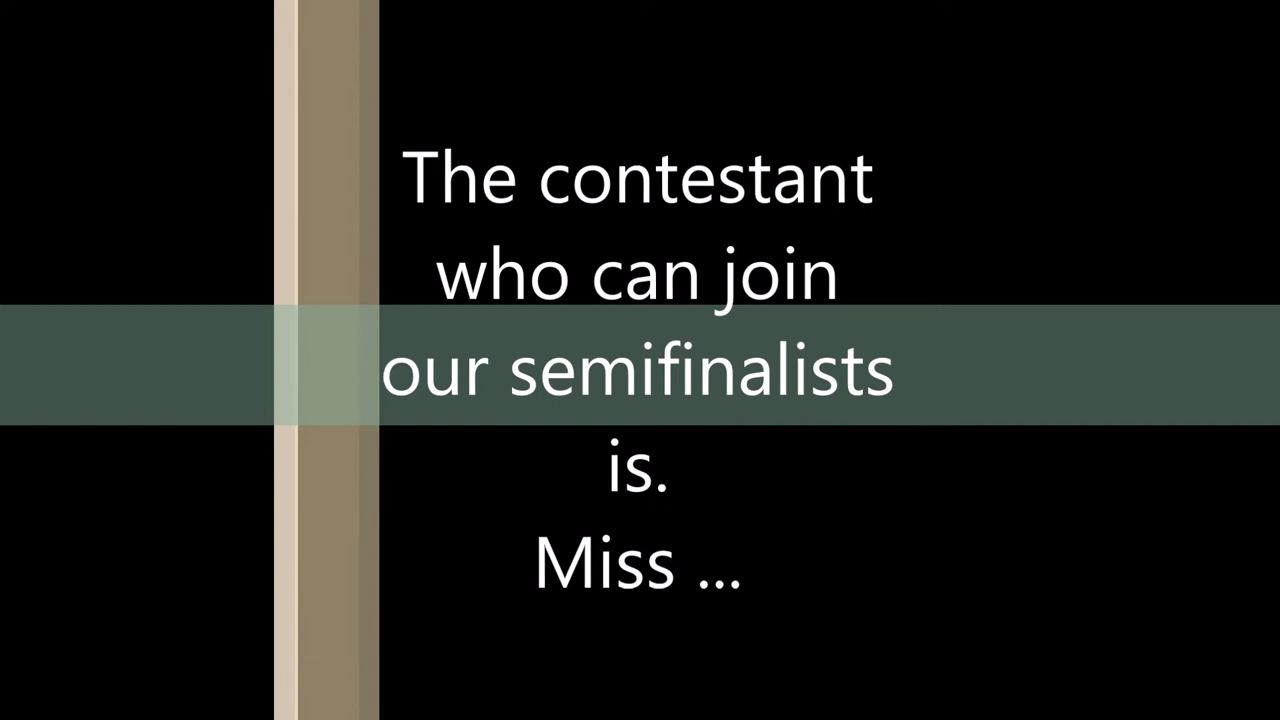 The contestant
who can join
our semifinalists
is.
Miss ...